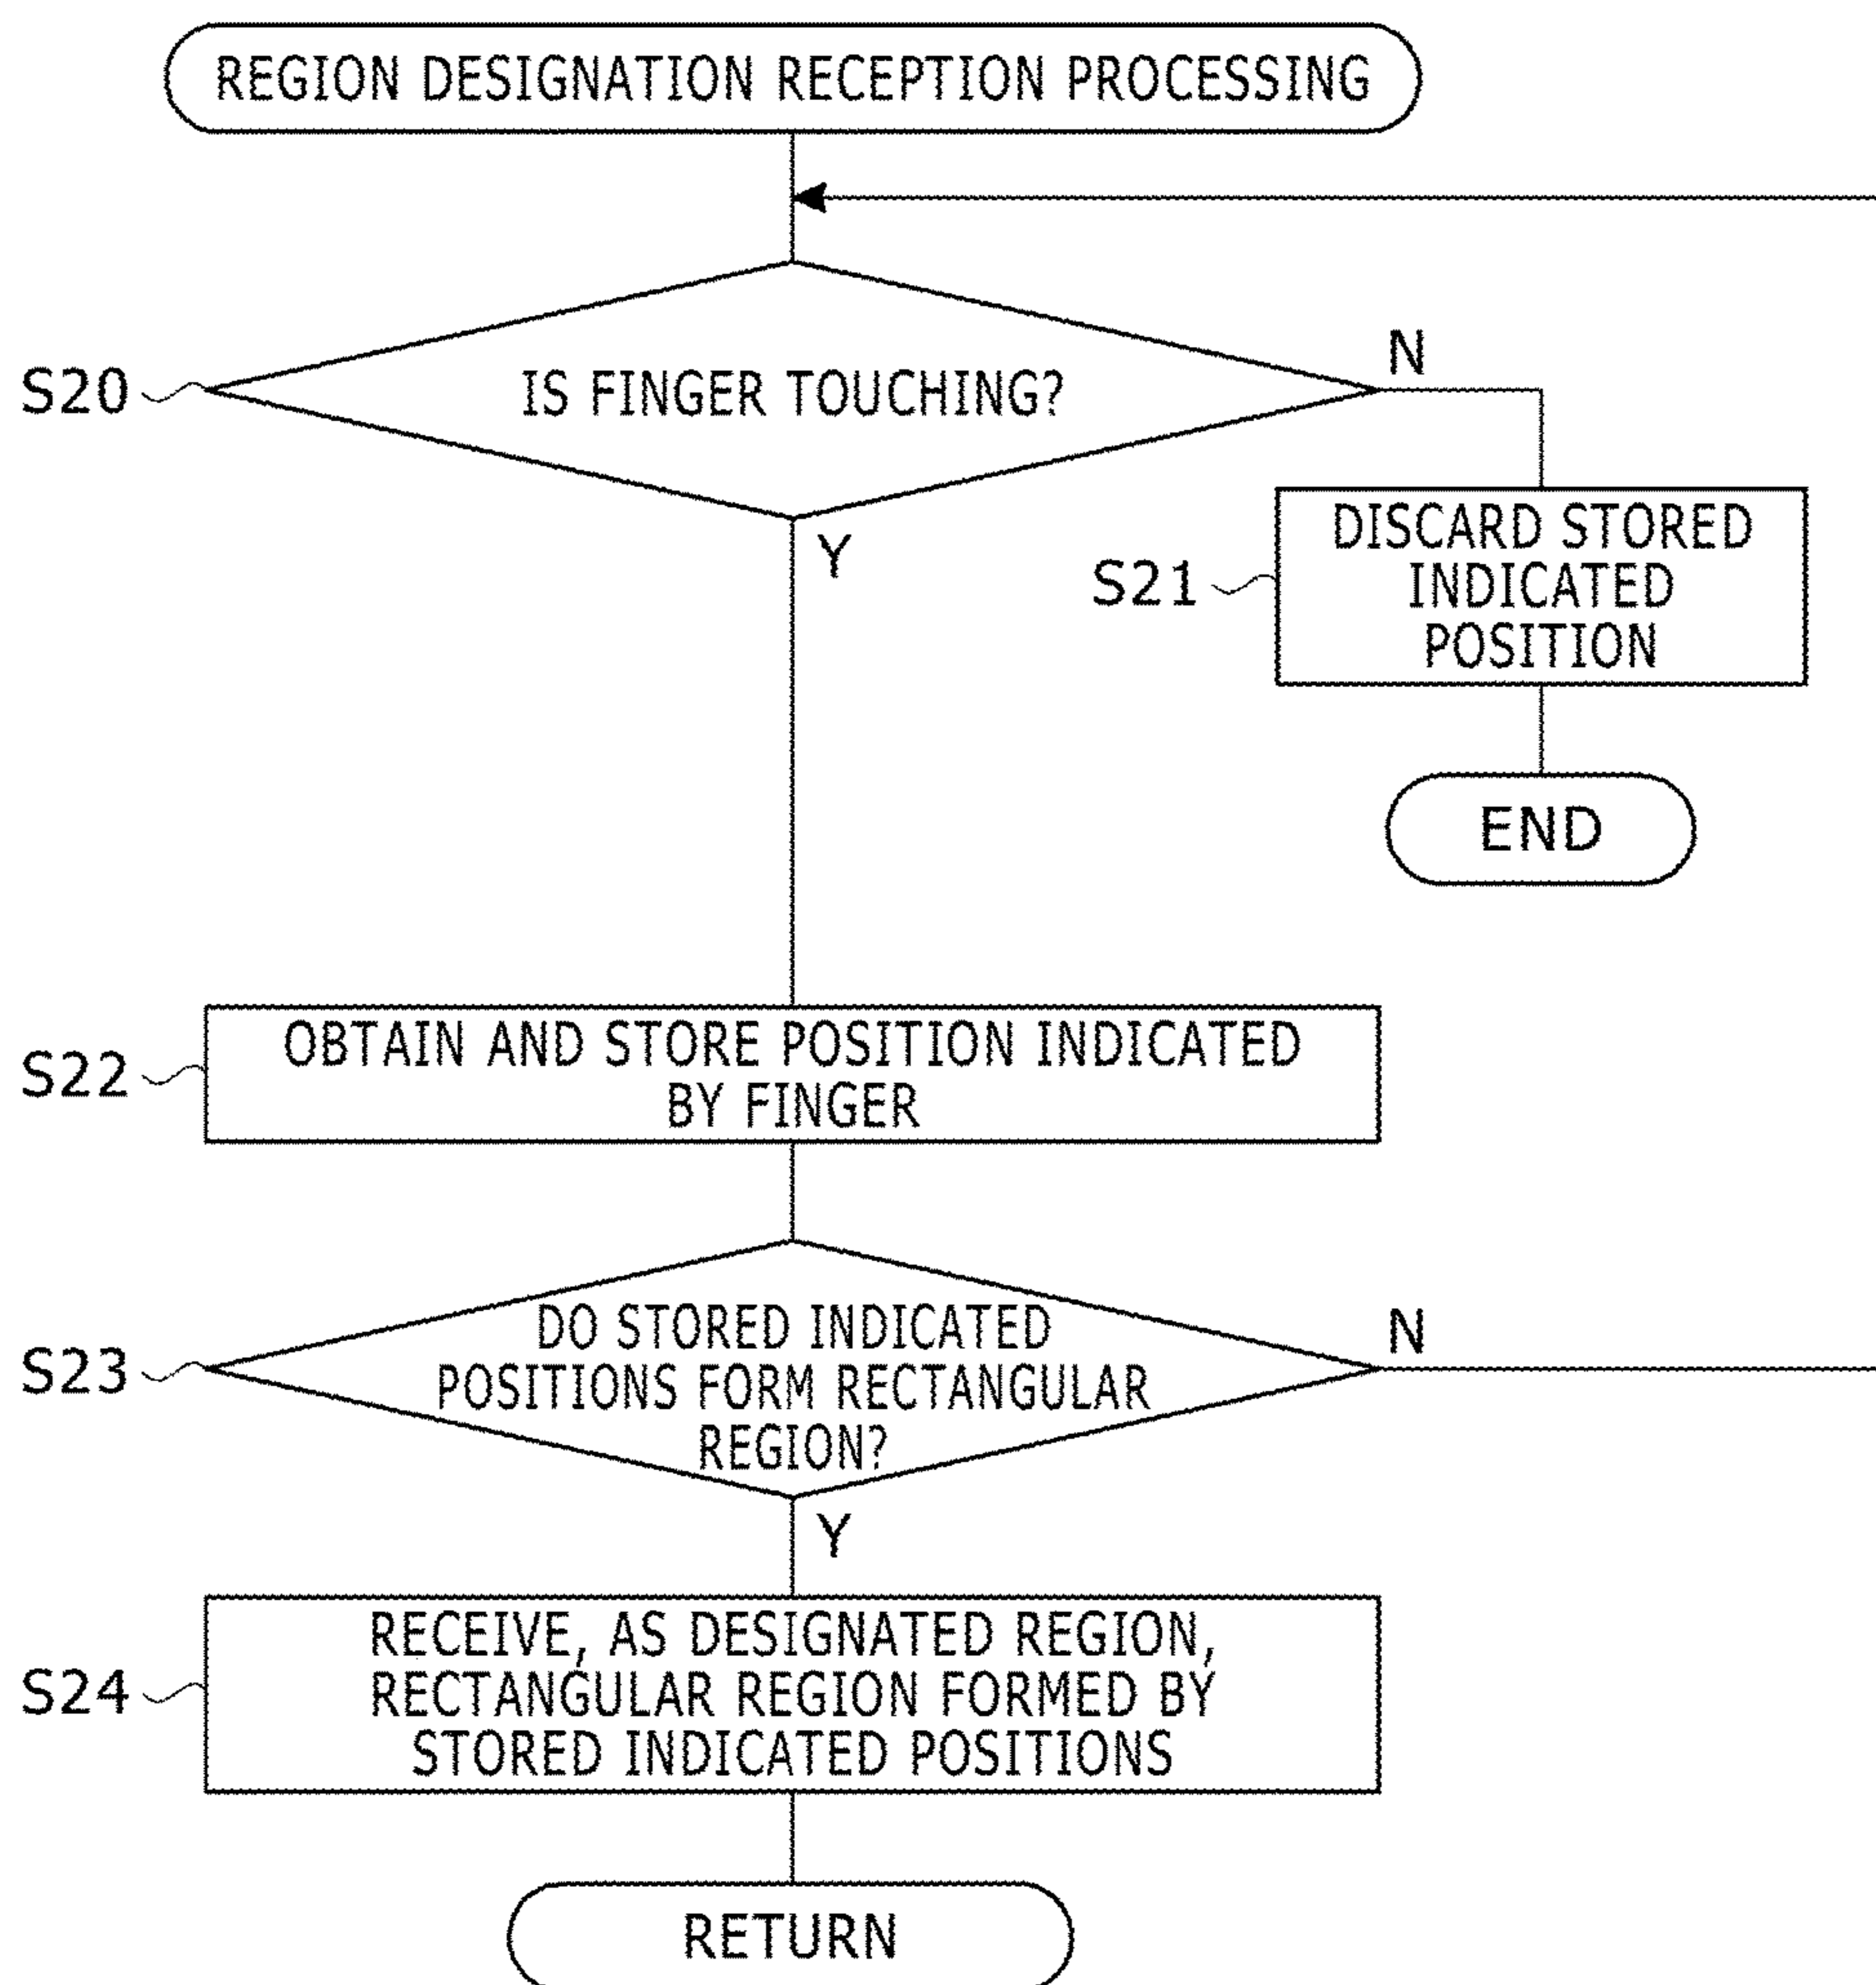 REGION DESIGNATION RECEPTION PROCESSING
S20
IS FINGER TOUCHING?
N
Y
S21
DISCARD STORED
INDICATED
POSITION
END
S22
OBTAIN AND STORE POSITION INDICATED
BY FINGER
S23
DO STORED INDICATED
POSITIONS FORM RECTANGULAR
REGION?
N
Y
S24
RECEIVE, AS DESIGNATED REGION,
RECTANGULAR REGION FORMED BY
STORED INDICATED POSITIONS
RETURN